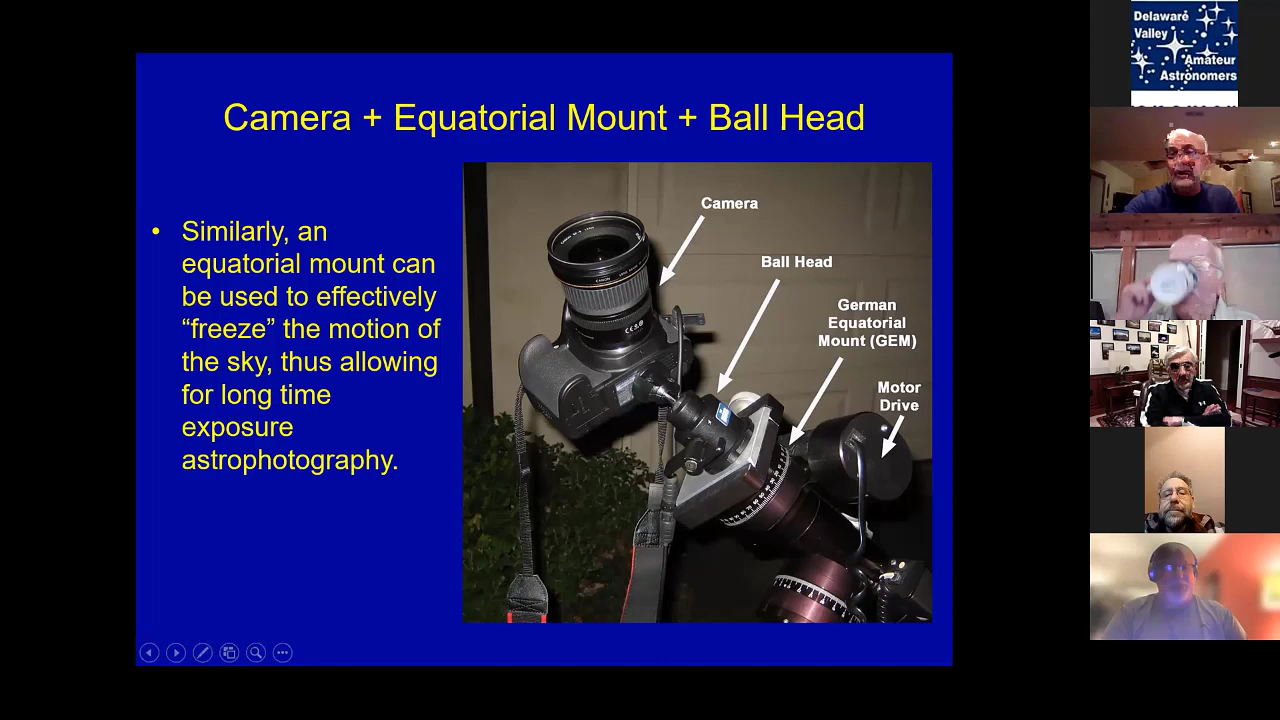 Camera + Equatorial Mount + Ball Head
• Similarly, an
equatorial mount can
be used to effectively
“freeze” the motion of
the sky, thus allowing
for long time
exposure
astrophotography.
Camera
Ball Head
German
Equatorial
Mount (GEM)
Motor
Drive
Delaware
Valley
Amateur
Astronomers